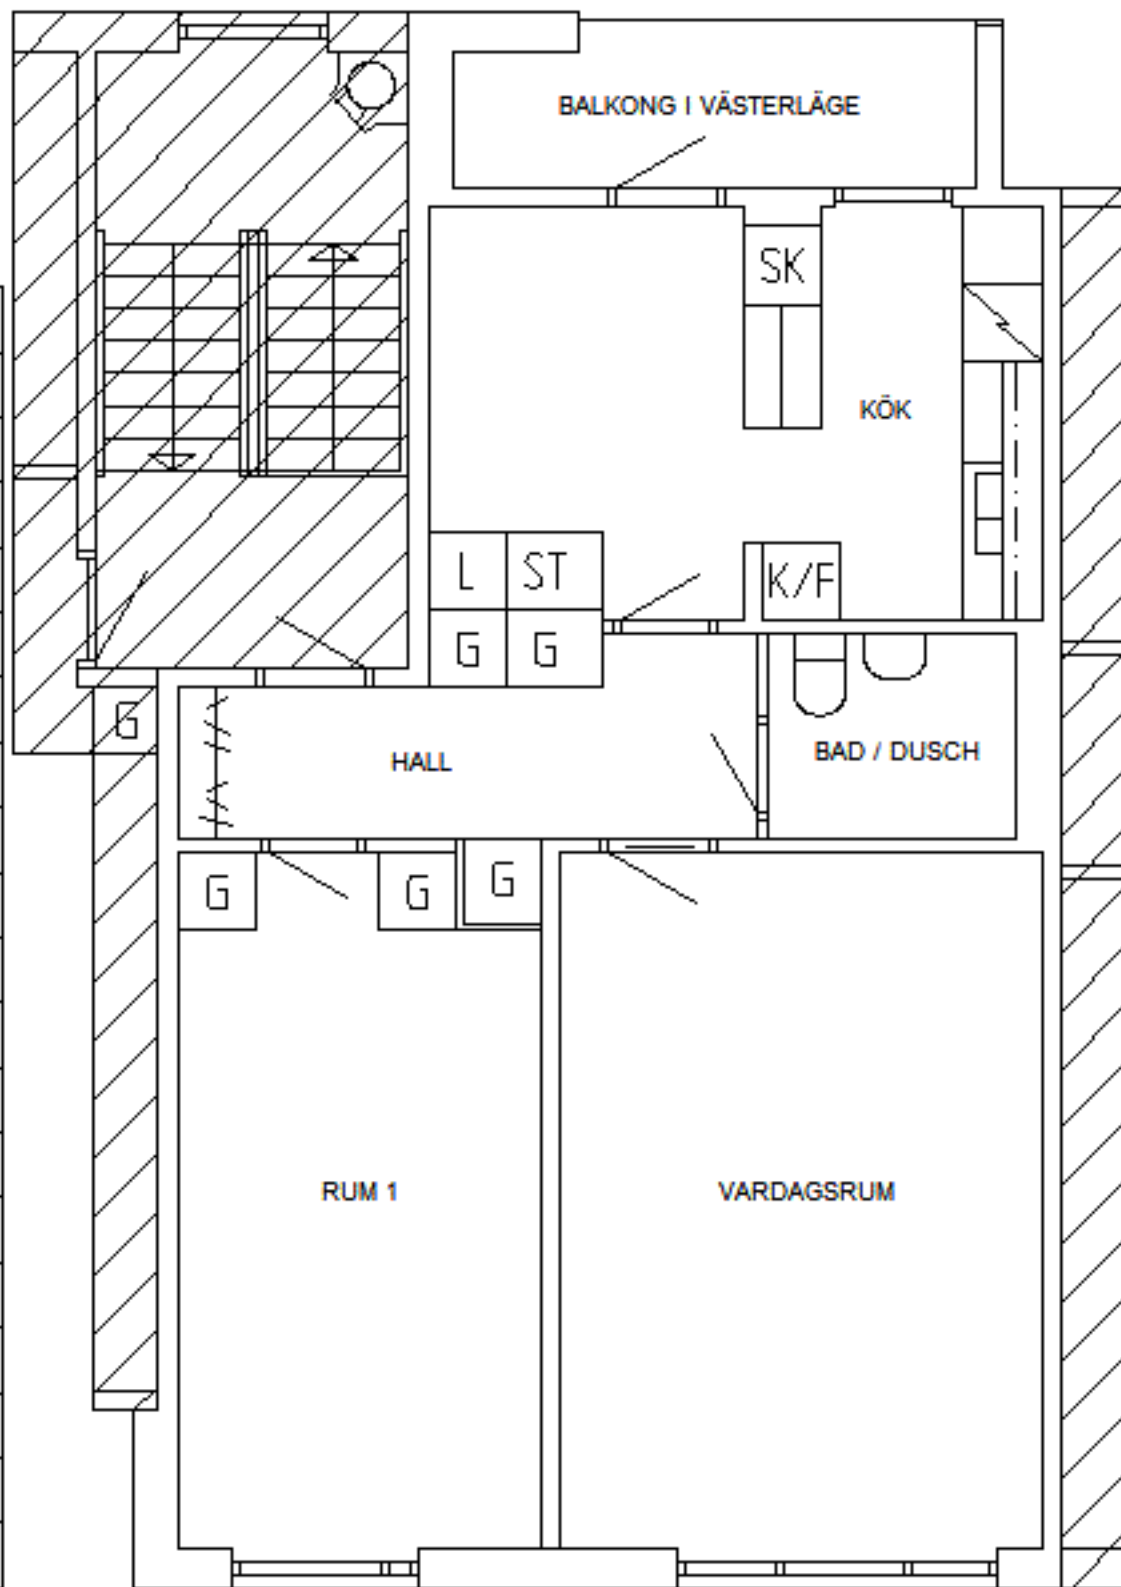 BALKONG I VÄSTERLÄGE
SK
KÖK
L
ST
K/F
G
G
G
HALL
BAD / DUSCH
G
G
G
RUM 1
VARDAGSRUM